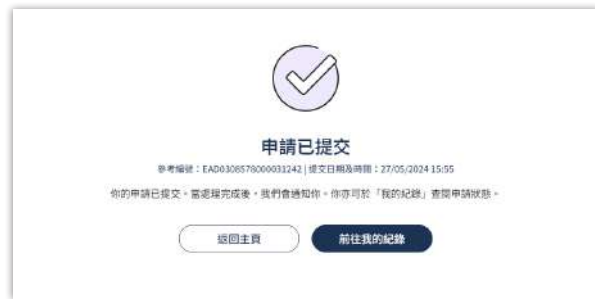 申請已提交
參考編號：EAD0308578000031242 | 提交日期及時間：27/05/2024 15:55
你的申請已提交。當處理完成後，我們會通知你。你亦可於「我的紀錄」查閱申請狀態。
返回主頁
前往我的紀錄